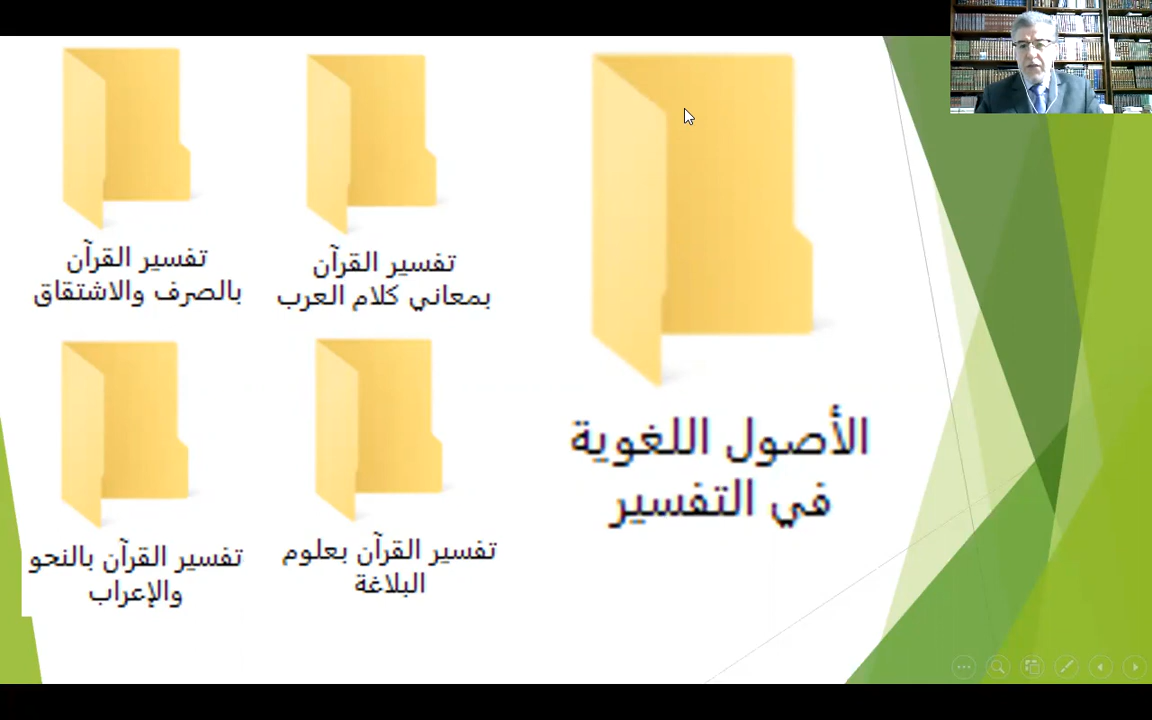 الأصول اللغوية
في التفسير
تفسير القرآن
بمعاني كلام العرب
تفسير القرآن
بالصرف والاشتقاق
تفسير القرآن بعلوم
البلاغة
تفسير القرآن بالنحو
والإعراب